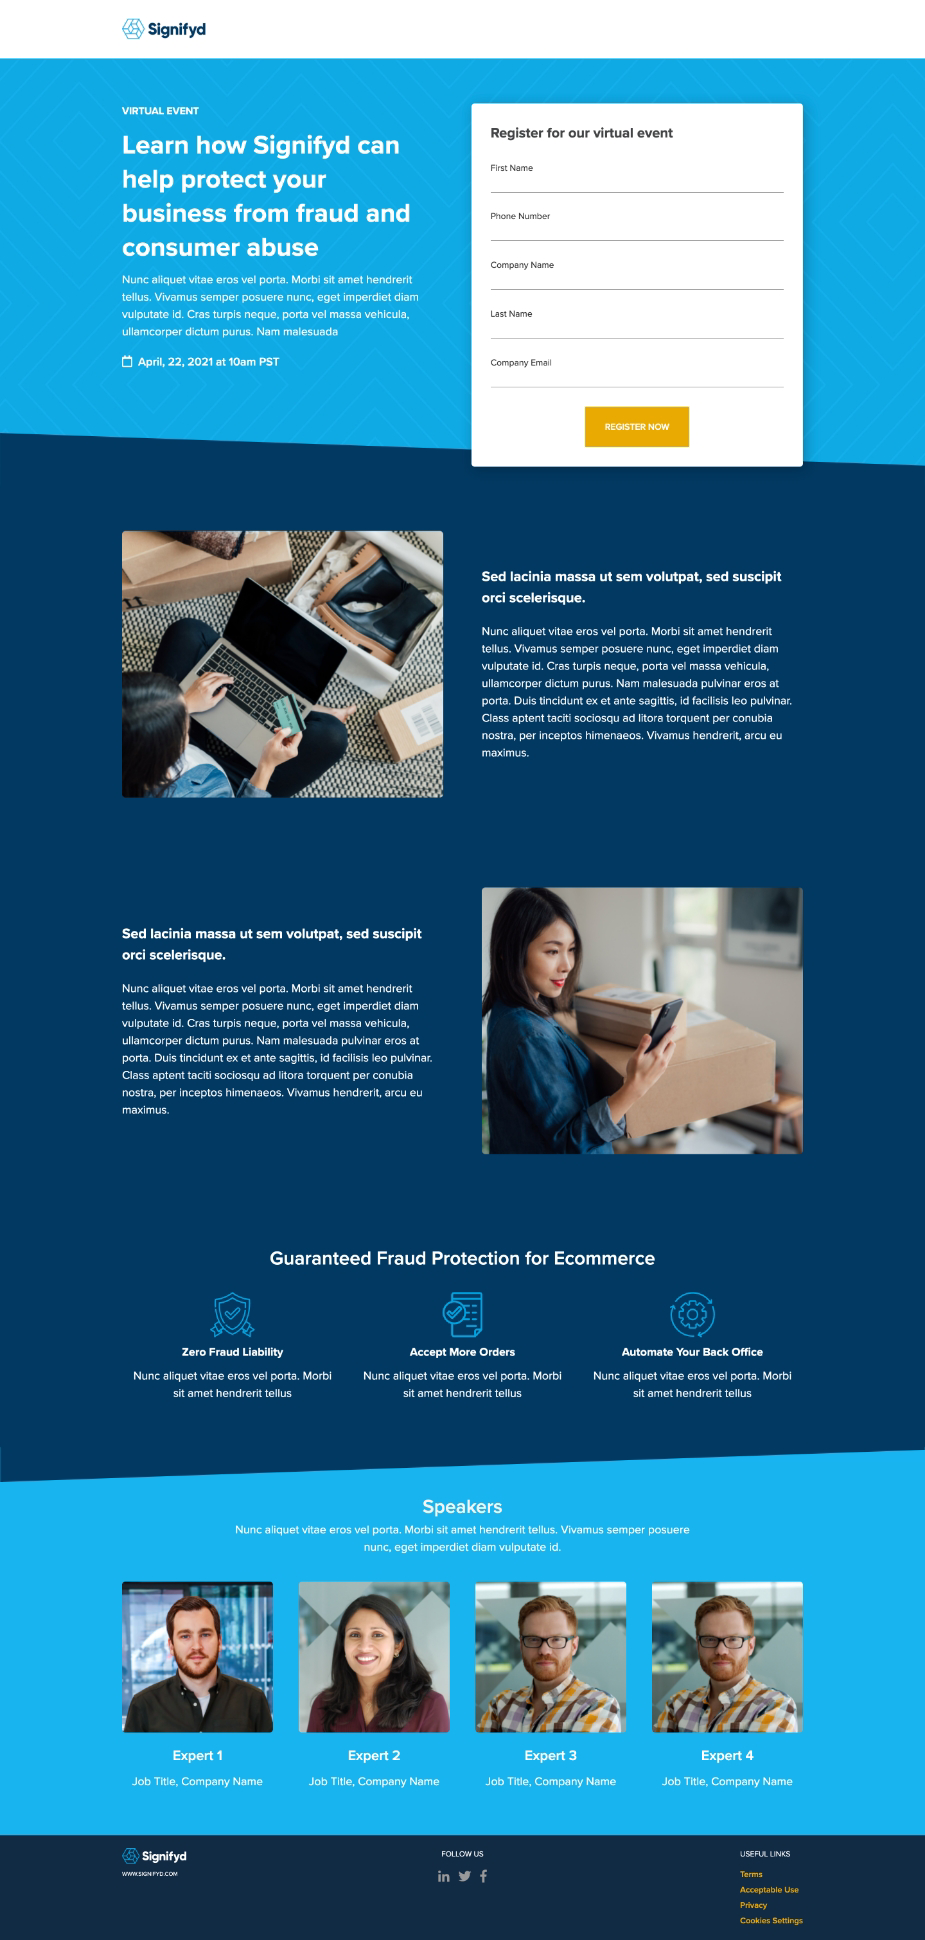 Signifyd
VIRTUAL EVENT
Learn how Signifyd can
help protect your
business from fraud and
consumer abuse
Nunc aliquet vitae eros vel porta. Morbi sit amet hendrerit
tellus. Vivamus semper posuere nunc, eget imperdiet diam
vulputate id. Cras turpis neque, porta vel massa vehicula,
ullamcorper dictum purus. Nam malesuada
April, 22, 2021 at 10am PST
Register for our virtual event
First Name
Phone Number
Company Name
Last Name
Company Email
REGISTER NOW
Sed lacinia massa ut sem volutpat, sed suscipit
orci scelerisque.
Nunc aliquet vitae eros vel porta. Morbi sit amet hendrerit
tellus. Vivamus semper posuere nunc, eget imperdiet diam
vulputate id. Cras turpis neque, porta vel massa vehicula,
ullamcorper dictum purus. Nam malesuada pulvinar eros at
porta. Duis tincidunt ex et ante sagittis, id facilisis leo pulvinar.
Class aptent taciti sociosqu ad litora torquent per conubia
nostra, per inceptos himenaeos. Vivamus hendrerit, arcu eu
maximus.
Sed lacinia massa ut sem volutpat, sed suscipit
orci scelerisque.
Nunc aliquet vitae eros vel porta. Morbi sit amet hendrerit
tellus. Vivamus semper posuere nunc, eget imperdiet diam
vulputate id. Cras turpis neque, porta vel massa vehicula,
ullamcorper dictum purus. Nam malesuada pulvinar eros at
porta. Duis tincidunt ex et ante sagittis, id facilisis leo pulvinar.
Class aptent taciti sociosqu ad litora torquent per conubia
nostra, per inceptos himenaeos. Vivamus hendrerit, arcu eu
maximus.
Guaranteed Fraud Protection for Ecommerce
Zero Fraud Liability
Nunc aliquet vitae eros vel porta. Morbi
sit amet hendrerit tellus
Accept More Orders
Nunc aliquet vitae eros vel porta. Morbi
sit amet hendrerit tellus
Automate Your Back Office
Nunc aliquet vitae eros vel porta. Morbi
sit amet hendrerit tellus
Speakers
Nunc aliquet vitae eros vel porta. Morbi sit amet hendrerit tellus. Vivamus semper posuere
nunc, eget imperdiet diam vulputate id.
Expert 1
Job Title, Company Name
Expert 2
Job Title, Company Name
Expert 3
Job Title, Company Name
Expert 4
Job Title, Company Name
Signifyd
WWW.SIGNIFYD.COM
FOLLOW US
USEFUL LINKS
Terms
Acceptable Use
Privacy
Cookies Settings